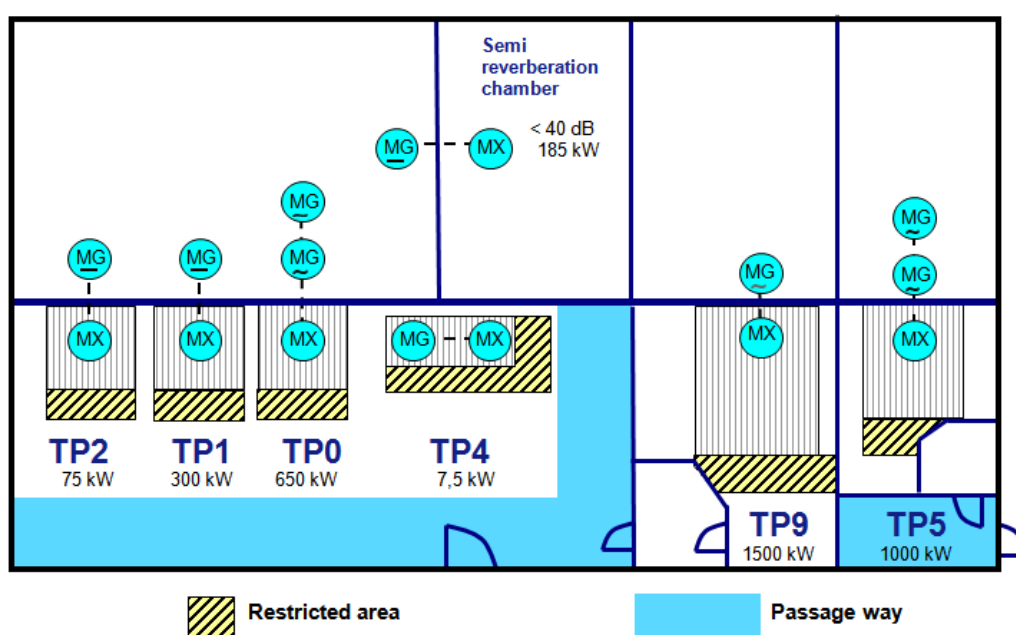 Semi
reverberation
chamber
< 40 dB
185 kW
MG
MX
MG
MG
MG
MG
MG
MG
MG
MX
MX
MX
MG
MX
MX
MX
TP2
75 kW
TP1
300 kW
TP0
650 kW
TP4
7,5 kW
TP9
1500 kW
TP5
1000 kW
Restricted area
Passage way